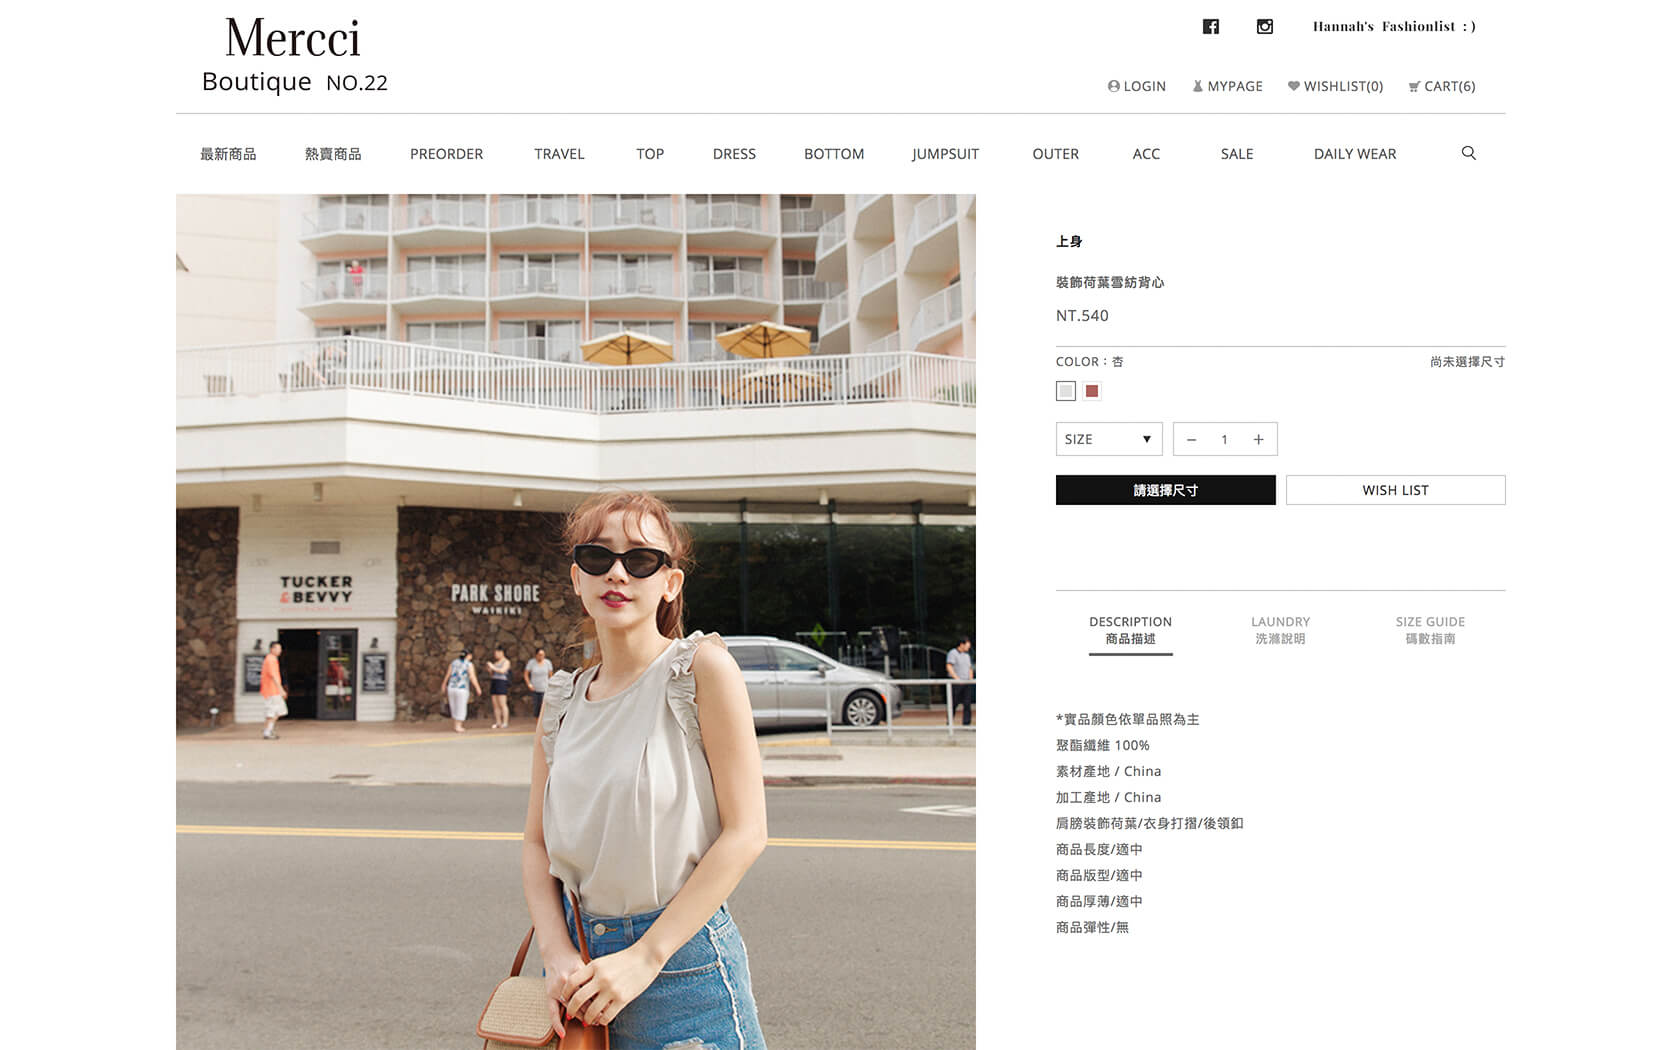 Mercci
Boutique NO.22
Hannah's Fashionlist : )
LOGIN MYPAGE WISHLIST(0) CART(6)
最新商品 熱賣商品 PREORDER TRAVEL TOP DRESS BOTTOM JUMPSUIT OUTER ACC SALE DAILY WEAR
TUCKER
&BEVVY
PARK SHORE
WAIKIKI
上身
裝飾荷葉雪紡背心
NT.540
COLOR：杏 尚未選擇尺寸
SIZE ▼ − 1 +
請選擇尺寸 WISH LIST
DESCRIPTION LAUNDRY SIZE GUIDE
商品描述 洗滌說明 碼數指南
*實品顏色依單品照為主
聚酯纖維 100%
素材產地 / China
加工產地 / China
肩膀裝飾荷葉/衣身打摺/後領釦
商品長度/適中
商品版型/適中
商品厚薄/適中
商品彈性/無